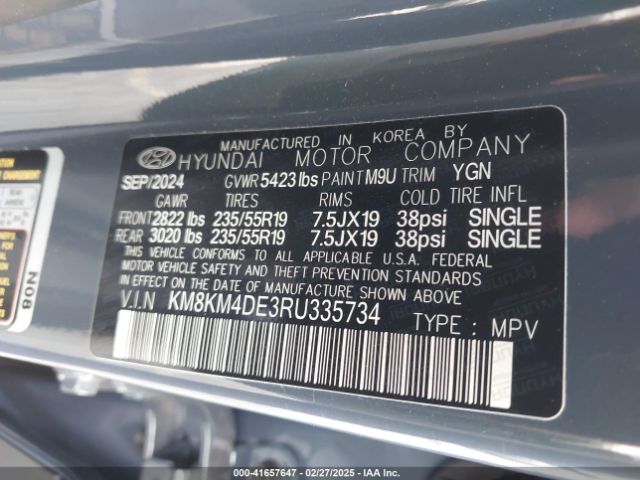 MANUFACTURED IN KOREA BY
HYUNDAI MOTOR COMPANY
SEP/2024 GVWR 5423 lbs PAINT M9U TRIM YGN
GAWR TIRES RIMS COLD TIRE INFL
FRONT 2822 lbs 235/55R19 7.5JX19 38psi SINGLE
REAR 3020 lbs 235/55R19 7.5JX19 38psi SINGLE
THIS VEHICLE CONFORMS TO ALL APPLICABLE U.S.A. FEDERAL
MOTOR VEHICLE SAFETY AND THEFT PREVENTION STANDARDS
IN EFFECT ON THE DATE OF MANUFACTURE SHOWN ABOVE
V.I.N KM8KM4DE3RU335734 TYPE : MPV
N08
000-41657647 / 02/27/2025 / IAA Inc.